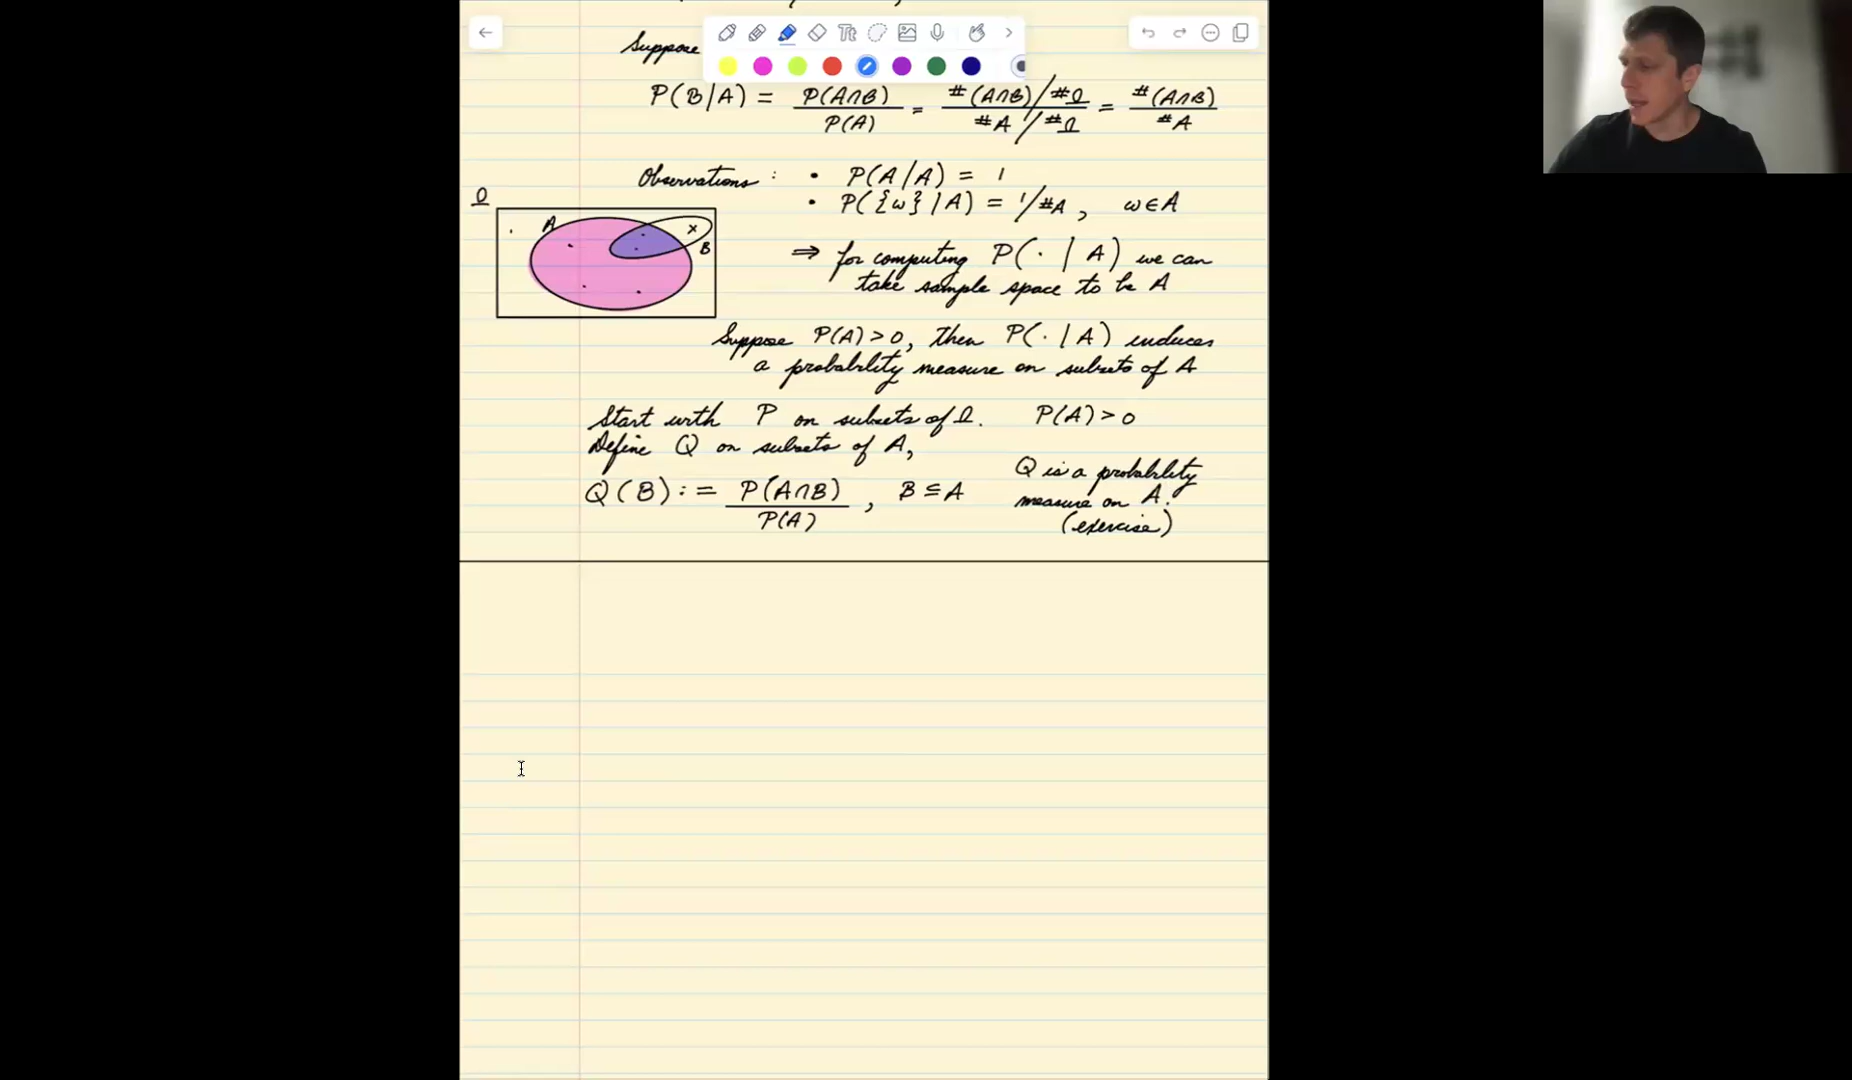 Suppose
P(B|A) = P(A∩B) / P(A) = #(A∩B)/#Ω / #A/#Ω = #(A∩B) / #A
Observations : • P(A|A) = 1
• P({ω}|A) = 1/#A , ω∈A
Ω
A
x
B
⇒ for computing P(· | A) we can
take sample space to be A
Suppose P(A)>0, then P(· | A) induces
a probability measure on subsets of A
Start with P on subsets of Ω. P(A)>0
Define Q on subsets of A,
Q(B) := P(A∩B) / P(A) , B⊆A
Q is a probability
measure on A.
(exercise)
Tt